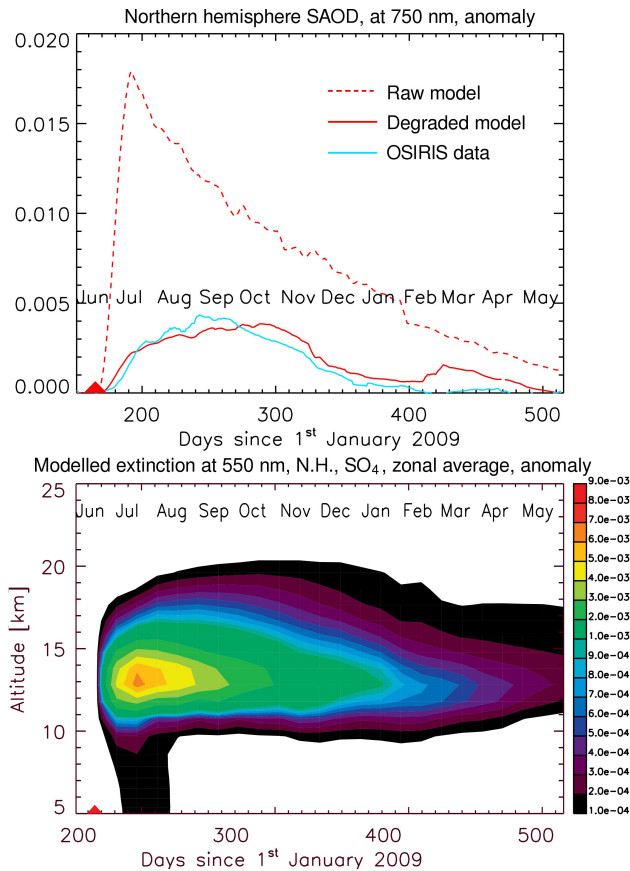 Northern hemisphere SAOD, at 750 nm, anomaly
0.020
0.015
0.010
0.005
0.000
Raw model
Degraded model
OSIRIS data
Jun Jul Aug Sep Oct Nov Dec Jan Feb Mar Apr May
200 300 400 500
Days since 1st January 2009
Modelled extinction at 550 nm, N.H., SO4, zonal average, anomaly
25
20
15
10
5
Altitude [km]
Jun Jul Aug Sep Oct Nov Dec Jan Feb Mar Apr May
200 300 400 500
Days since 1st January 2009
9.0e-03
8.0e-03
7.0e-03
6.0e-03
5.0e-03
4.0e-03
3.0e-03
2.0e-03
1.0e-03
9.0e-04
8.0e-04
7.0e-04
6.0e-04
5.0e-04
4.0e-04
3.0e-04
2.0e-04
1.0e-04